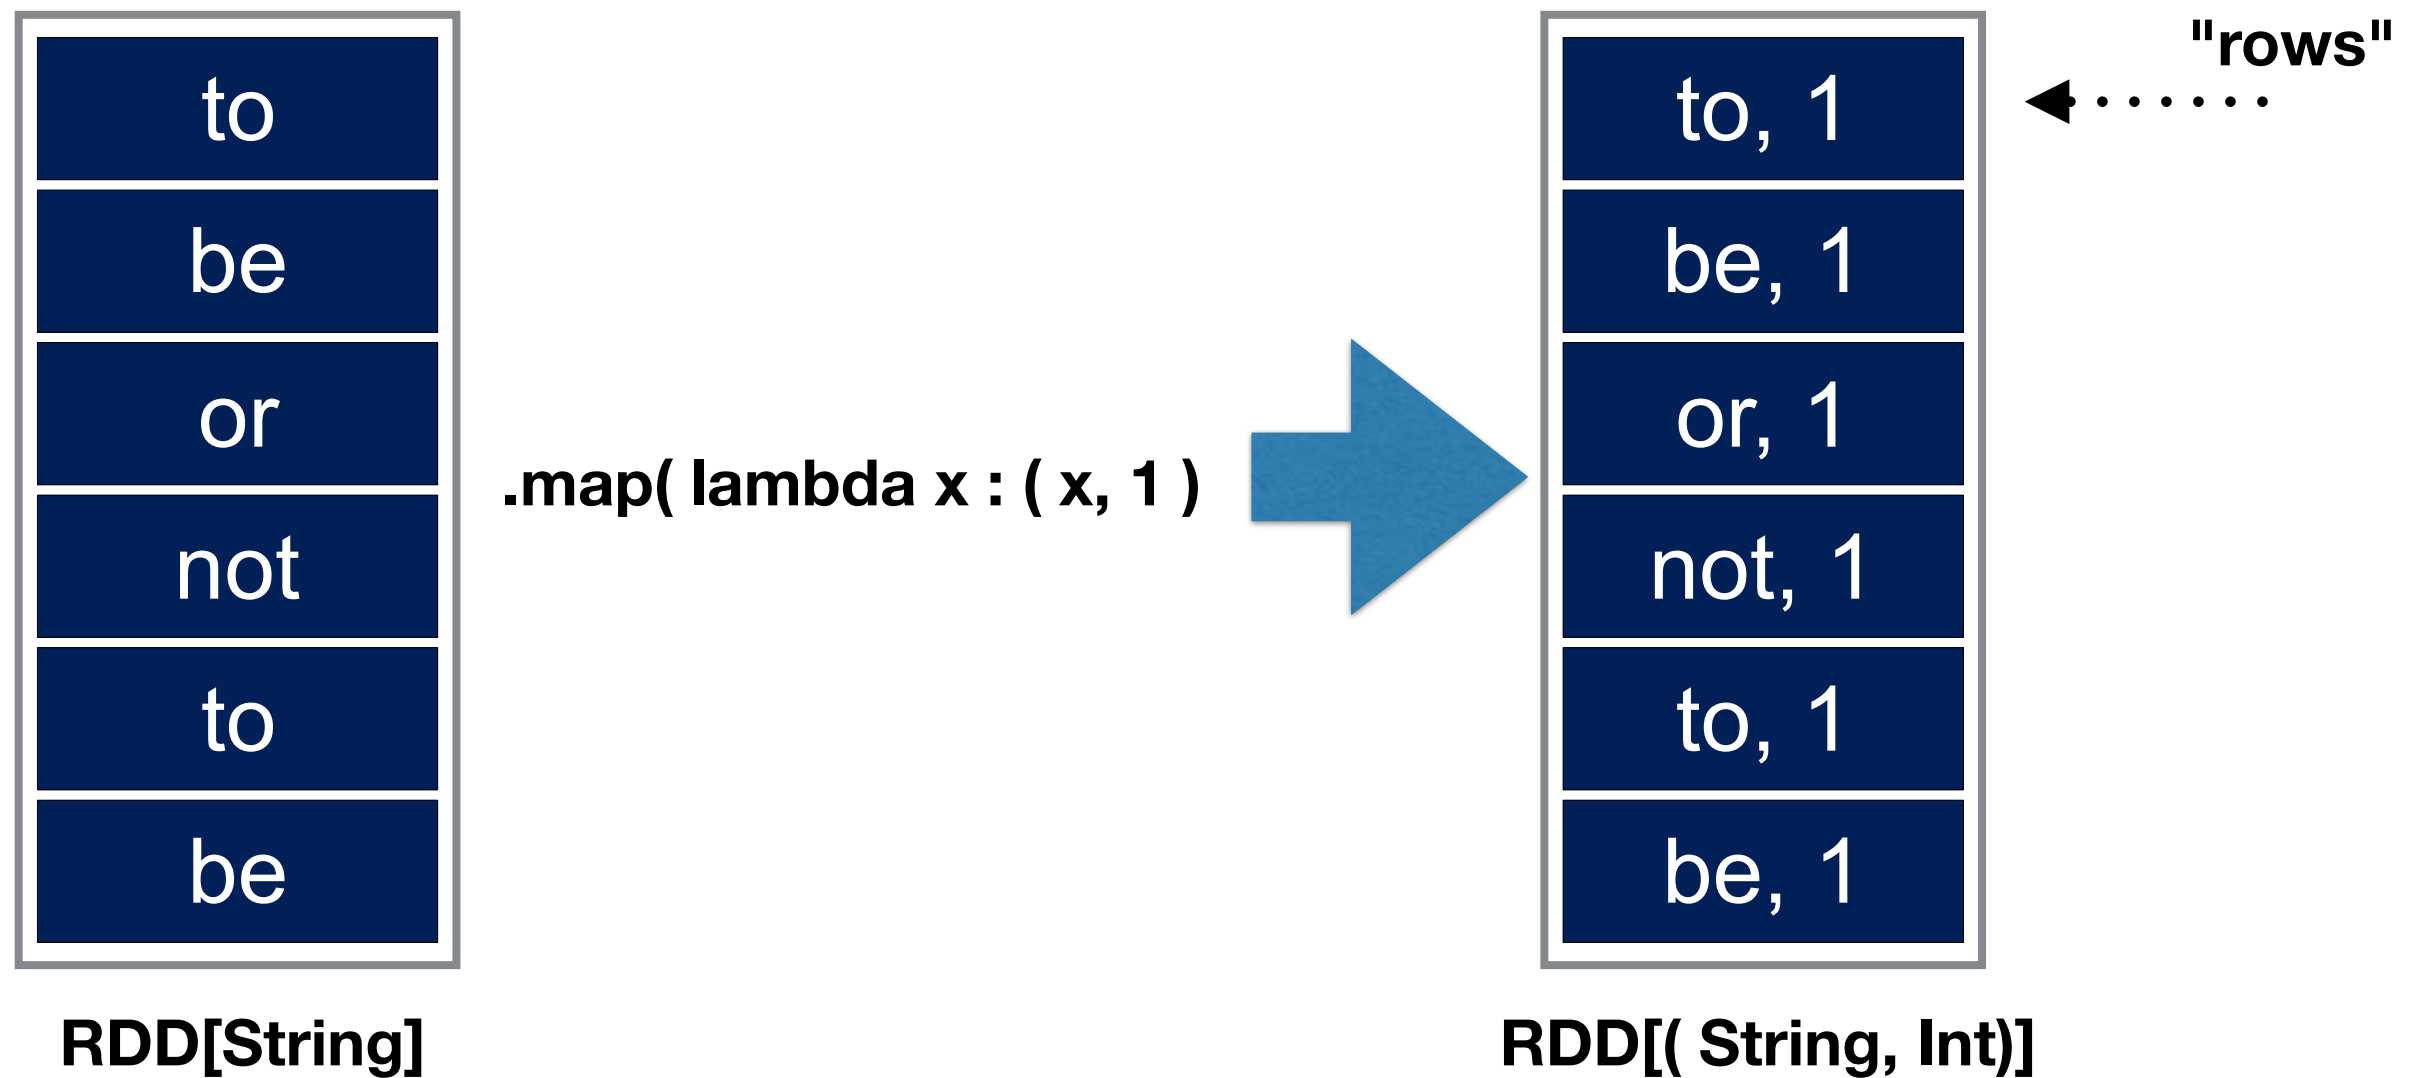 to
be
or
not
to
be
RDD[String]
.map( lambda x : ( x, 1 )
to, 1
be, 1
or, 1
not, 1
to, 1
be, 1
RDD[( String, Int)]
"rows"